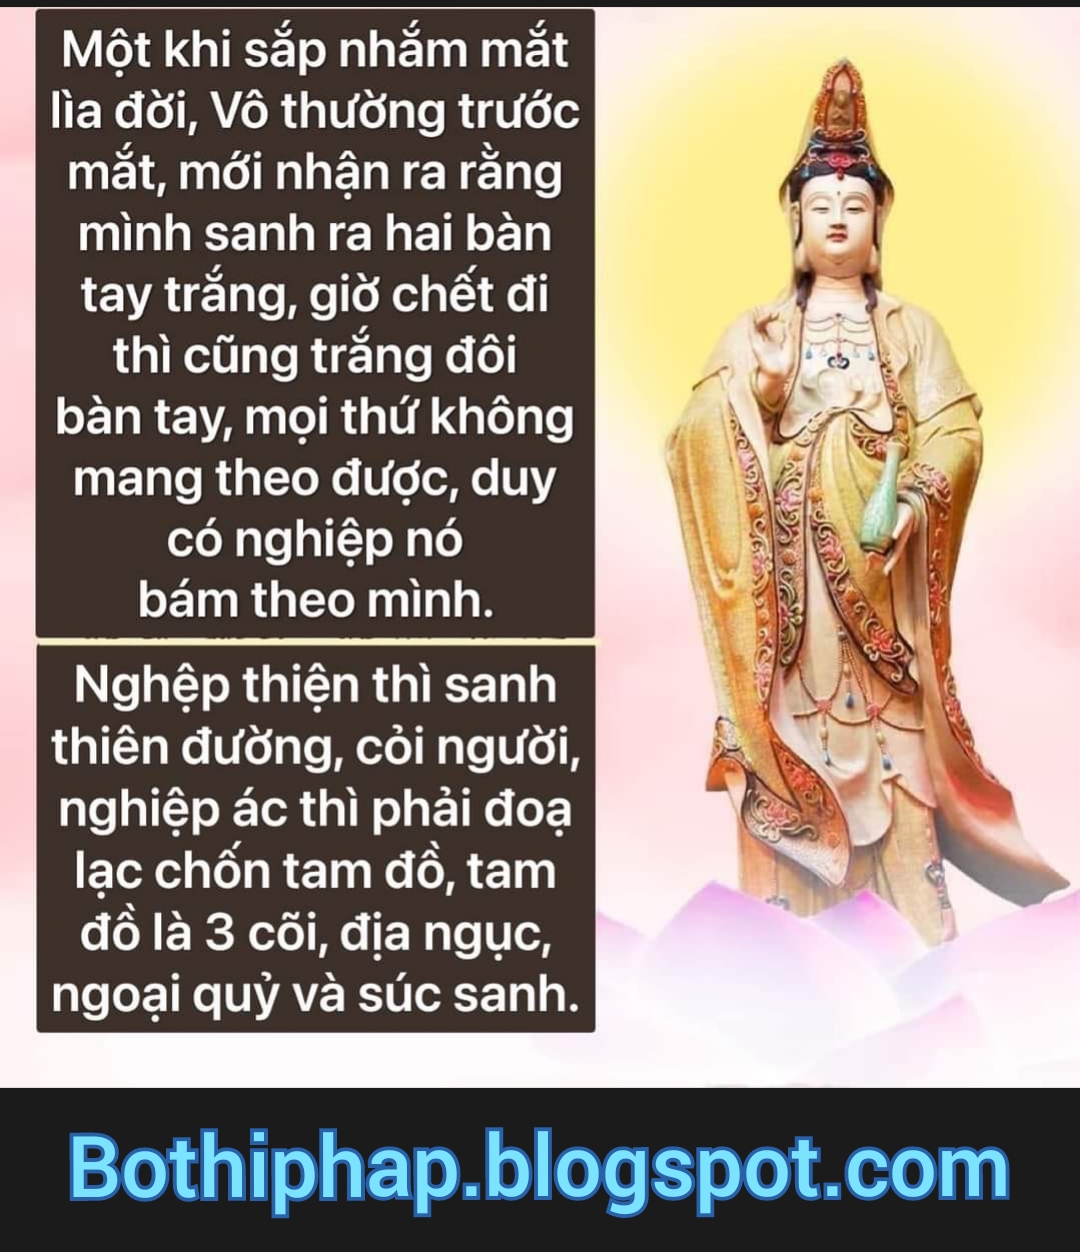 Một khi sắp nhắm mắt
lìa đời, Vô thường trước
mắt, mới nhận ra rằng
mình sanh ra hai bàn
tay trắng, giờ chết đi
thì cũng trắng đôi
bàn tay, mọi thứ không
mang theo được, duy
có nghiệp nó
bám theo mình.
Nghệp thiện thì sanh
thiên đường, cỏi người,
nghiệp ác thì phải đoạ
lạc chốn tam đồ, tam
đồ là 3 cõi, địa ngục,
ngoại quỷ và súc sanh.
Bothiphap.blogspot.com